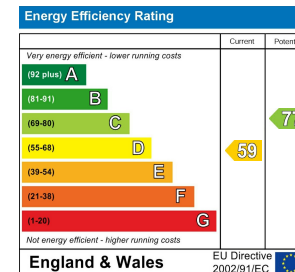 Energy Efficiency Rating
Current
Very energy efficient - lower running costs
(92 plus) A
(81-91) B
(69-80) C
(55-68) D
59
(39-54) E
(21-38) F
(1-20) G
Not energy efficient - higher running costs
England & Wales
EU Directive
2002/91/EC